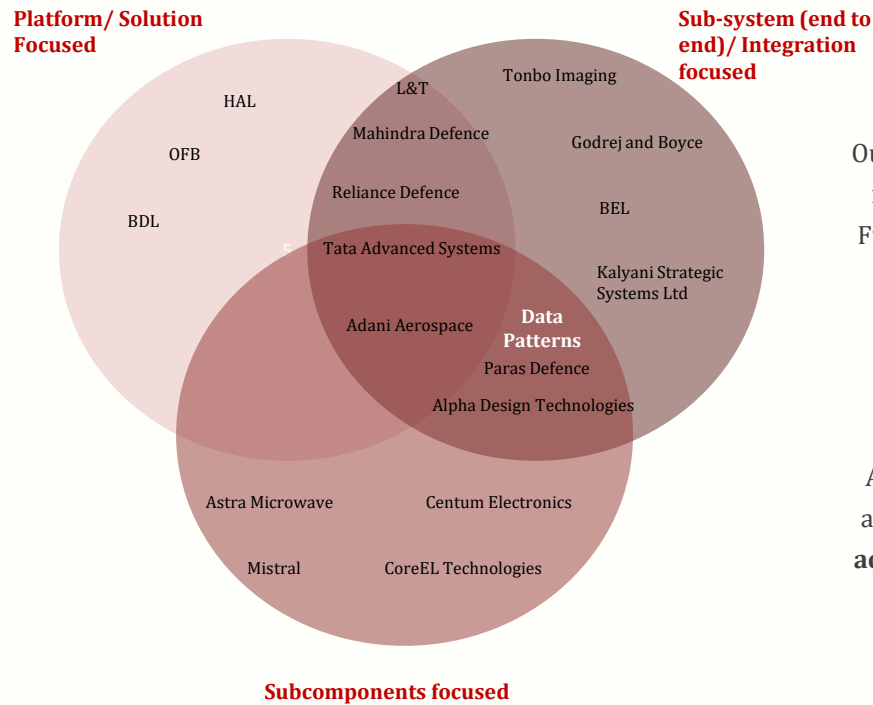 Platform/ Solution
Focused
Sub-system (end to
end)/ Integration
focused
Tonbo Imaging
L&T
HAL
Mahindra Defence
Godrej and Boyce
OFB
Reliance Defence
BEL
BDL
5
Tata Advanced Systems
Kalyani Strategic
Systems Ltd
Adani Aerospace
Data
Patterns
Paras Defence
Alpha Design Technologies
Astra Microwave
Centum Electronics
Mistral
CoreEL Technologies
Subcomponents focused